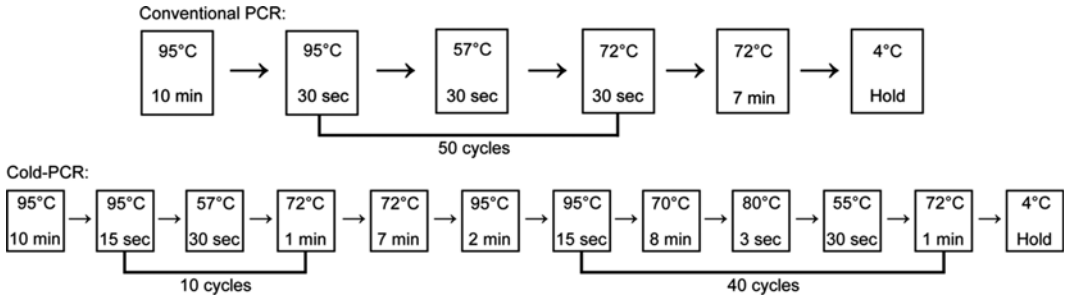 Conventional PCR:
95°C 95°C 57°C 72°C 72°C 4°C
10 min 30 sec 30 sec 30 sec 7 min Hold
50 cycles
Cold-PCR:
95°C 95°C 57°C 72°C 72°C 95°C 95°C 70°C 80°C 55°C 72°C 4°C
10 min 15 sec 30 sec 1 min 7 min 2 min 15 sec 8 min 3 sec 30 sec 1 min Hold
10 cycles 40 cycles